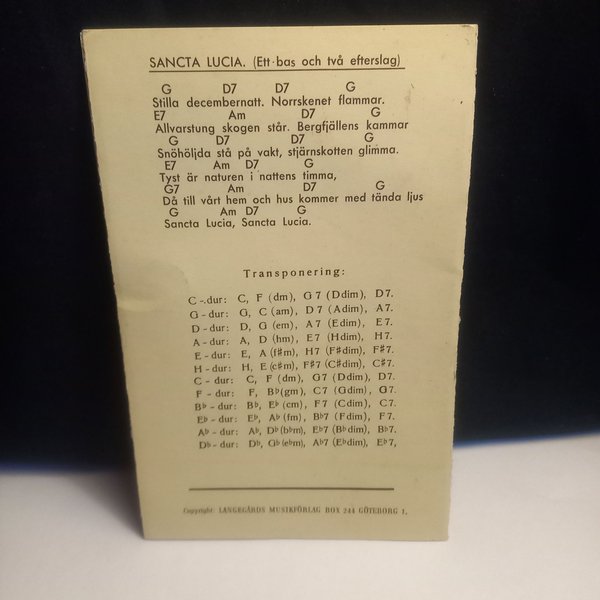 SANCTA LUCIA. (Ett bas och två efterslag)
G D7 D7 G
Stilla decembernatt. Norrskenet flammar.
E7 Am D7 G
Allvarstung skogen står. Bergfjällens kammar
G D7 D7 G
Snöhöljda stå på vakt, stjärnskotten glimma.
E7 Am D7 G
Tyst är naturen i nattens timma,
G7 Am D7 G
Då till vårt hem och hus kommer med tända ljus
G Am D7 G
Sancta Lucia, Sancta Lucia.
Transponering:
C - dur: C, F (dm), G7 (Ddim), D7.
G - dur: G, C (am), D7 (Adim), A7.
D - dur: D, G (em), A7 (Edim), E7.
A - dur: A, D (hm), E7 (Hdim), H7.
E - dur: E, A (f♯m), H7 (F♯dim), F♯7.
H - dur: H, E (c♯m), F♯7 (C♯dim), C♯7.
C - dur: C, F (dm), G7 (Ddim), D7.
F - dur: F, B♭(gm), C7 (Gdim), G7.
B♭ - dur: B♭, E♭ (cm), F7 (Cdim), C7.
E♭ - dur: E♭, A♭ (fm), B♭7 (Fdim), F7.
A♭ - dur: A♭, D♭ (b♭m), E♭7 (B♭dim), B♭7.
D♭ - dur: D♭, G♭ (e♭m), A♭7 (E♭dim), E♭7,
Copyright: LANGEGÅRDS MUSIKFÖRLAG BOX 244 GÖTEBORG 1.